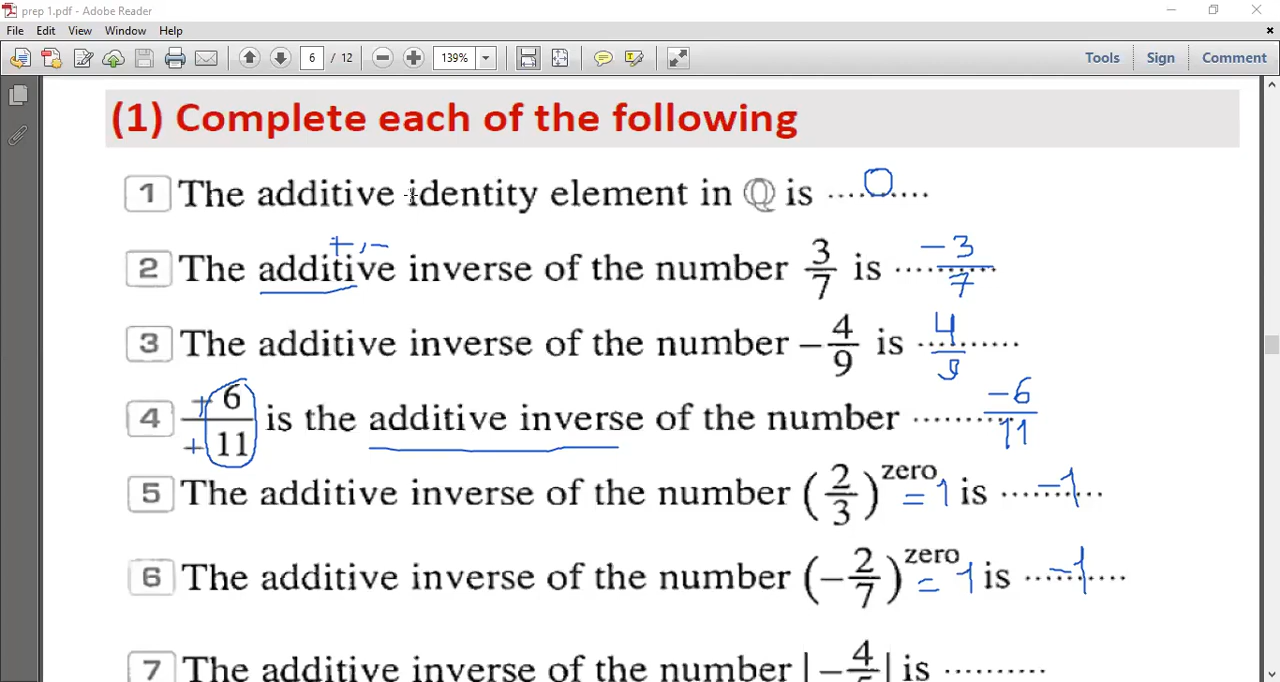 prep 1.pdf - Adobe Reader
File Edit View Window Help
6 / 12 139% Tools Sign Comment
(1) Complete each of the following
1 The additive identity element in ℚ is ....0....
+,-
2 The additive inverse of the number 3/7 is ....-3/7
3 The additive inverse of the number -4/9 is ..4/9......
4 +6/+11 is the additive inverse of the number ........-6/11
5 The additive inverse of the number (2/3)^zero =1 is ....-1...
6 The additive inverse of the number (-2/7)^zero =1 is ...-1....
7 The additive inverse of the number |-4/ | is ..........